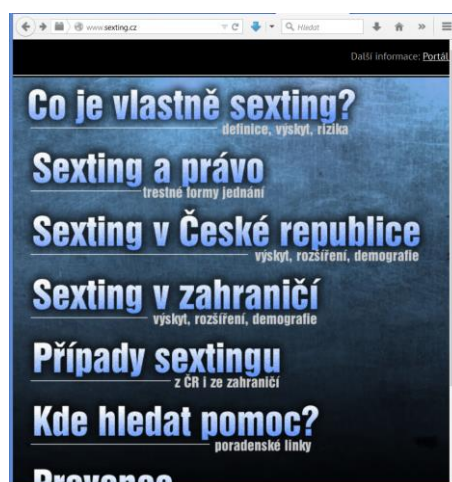 www.sexting.cz
Hledat
Další informace: Portál
Co je vlastně sexting?
definice, výskyt, rizika
Sexting a právo
trestné formy jednání
Sexting v České republice
výskyt, rozšíření, demografie
Sexting v zahraničí
výskyt, rozšíření, demografie
Případy sextingu
z ČR i ze zahraničí
Kde hledat pomoc?
poradenské linky